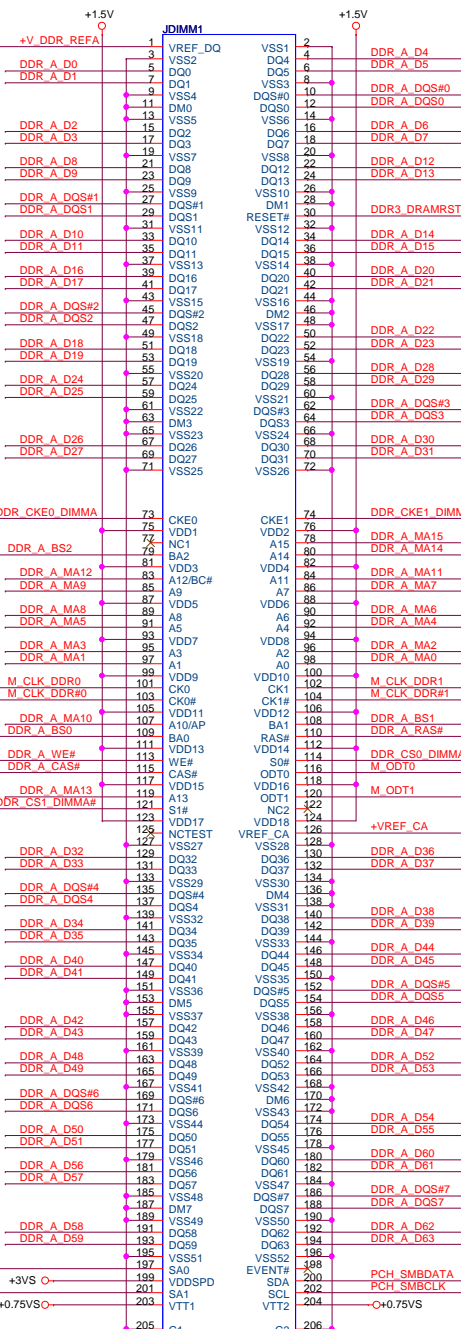 +1.5V +1.5V
JDIMM1
+V_DDR_REFA 1 VREF_DQ VSS1 2
3 VSS2 DQ4 4 DDR_A_D4
DDR_A_D0 5 DQ0 DQ5 6 DDR_A_D5
DDR_A_D1 7 DQ1 VSS3 8
9 VSS4 DQS#0 10 DDR_A_DQS#0
11 DM0 DQS0 12 DDR_A_DQS0
13 VSS5 VSS6 14
DDR_A_D2 15 DQ2 DQ6 16 DDR_A_D6
DDR_A_D3 17 DQ3 DQ7 18 DDR_A_D7
19 VSS7 VSS8 20
DDR_A_D8 21 DQ8 DQ12 22 DDR_A_D12
DDR_A_D9 23 DQ9 DQ13 24 DDR_A_D13
25 VSS9 VSS10 26
DDR_A_DQS#1 27 DQS#1 DM1 28
DDR_A_DQS1 29 DQS1 RESET# 30 DDR3_DRAMRST
31 VSS11 VSS12 32
DDR_A_D10 33 DQ10 DQ14 34 DDR_A_D14
DDR_A_D11 35 DQ11 DQ15 36 DDR_A_D15
37 VSS13 VSS14 38
DDR_A_D16 39 DQ16 DQ20 40 DDR_A_D20
DDR_A_D17 41 DQ17 DQ21 42 DDR_A_D21
43 VSS15 VSS16 44
DDR_A_DQS#2 45 DQS#2 DM2 46
DDR_A_DQS2 47 DQS2 VSS17 48
49 VSS18 DQ22 50 DDR_A_D22
DDR_A_D18 51 DQ18 DQ23 52 DDR_A_D23
DDR_A_D19 53 DQ19 VSS19 54
55 VSS20 DQ28 56 DDR_A_D28
DDR_A_D24 57 DQ24 DQ29 58 DDR_A_D29
DDR_A_D25 59 DQ25 VSS21 60
61 VSS22 DQS#3 62 DDR_A_DQS#3
63 DM3 DQS3 64 DDR_A_DQS3
65 VSS23 VSS24 66
DDR_A_D26 67 DQ26 DQ30 68 DDR_A_D30
DDR_A_D27 69 DQ27 DQ31 70 DDR_A_D31
71 VSS25 VSS26 72
DDR_CKE0_DIMMA 73 CKE0 CKE1 74 DDR_CKE1_DIMM
75 VDD1 VDD2 76
77 NC1 A15 78 DDR_A_MA15
DDR_A_BS2 79 BA2 A14 80 DDR_A_MA14
81 VDD3 VDD4 82
DDR_A_MA12 83 A12/BC# A11 84 DDR_A_MA11
DDR_A_MA9 85 A9 A7 86 DDR_A_MA7
87 VDD5 VDD6 88
DDR_A_MA8 89 A8 A6 90 DDR_A_MA6
DDR_A_MA5 91 A5 A4 92 DDR_A_MA4
93 VDD7 VDD8 94
DDR_A_MA3 95 A3 A2 96 DDR_A_MA2
DDR_A_MA1 97 A1 A0 98 DDR_A_MA0
99 VDD9 VDD10 100
M_CLK_DDR0 101 CK0 CK1 102 M_CLK_DDR1
M_CLK_DDR#0 103 CK0# CK1# 104 M_CLK_DDR#1
105 VDD11 VDD12 106
DDR_A_MA10 107 A10/AP BA1 108 DDR_A_BS1
DDR_A_BS0 109 BA0 RAS# 110 DDR_A_RAS#
111 VDD13 VDD14 112
DDR_A_WE# 113 WE# S0# 114 DDR_CS0_DIMMA
DDR_A_CAS# 115 CAS# ODT0 116 M_ODT0
117 VDD15 VDD16 118
DDR_A_MA13 119 A13 ODT1 120 M_ODT1
DDR_CS1_DIMMA# 121 S1# NC2 122
123 VDD17 VDD18 124
125 NCTEST VREF_CA 126 +VREF_CA
127 VSS27 VSS28 128
DDR_A_D32 129 DQ32 DQ36 130 DDR_A_D36
DDR_A_D33 131 DQ33 DQ37 132 DDR_A_D37
133 VSS29 VSS30 134
DDR_A_DQS#4 135 DQS#4 DM4 136
DDR_A_DQS4 137 DQS4 VSS31 138
139 VSS32 DQ38 140 DDR_A_D38
DDR_A_D34 141 DQ34 DQ39 142 DDR_A_D39
DDR_A_D35 143 DQ35 VSS33 144
145 VSS34 DQ44 146 DDR_A_D44
DDR_A_D40 147 DQ40 DQ45 148 DDR_A_D45
DDR_A_D41 149 DQ41 VSS35 150
151 VSS36 DQS#5 152 DDR_A_DQS#5
153 DM5 DQS5 154 DDR_A_DQS5
155 VSS37 VSS38 156
DDR_A_D42 157 DQ42 DQ46 158 DDR_A_D46
DDR_A_D43 159 DQ43 DQ47 160 DDR_A_D47
161 VSS39 VSS40 162
DDR_A_D48 163 DQ48 DQ52 164 DDR_A_D52
DDR_A_D49 165 DQ49 DQ53 166 DDR_A_D53
167 VSS41 VSS42 168
DDR_A_DQS#6 169 DQS#6 DM6 170
DDR_A_DQS6 171 DQS6 VSS43 172
173 VSS44 DQ54 174 DDR_A_D54
DDR_A_D50 175 DQ50 DQ55 176 DDR_A_D55
DDR_A_D51 177 DQ51 VSS45 178
179 VSS46 DQ60 180 DDR_A_D60
DDR_A_D56 181 DQ56 DQ61 182 DDR_A_D61
DDR_A_D57 183 DQ57 VSS47 184
185 VSS48 DQS#7 186 DDR_A_DQS#7
187 DM7 DQS7 188 DDR_A_DQS7
189 VSS49 VSS50 190
DDR_A_D58 191 DQ58 DQ62 192 DDR_A_D62
DDR_A_D59 193 DQ59 DQ63 194 DDR_A_D63
195 VSS51 VSS52 196
197 SA0 EVENT# 198
+3VS 199 VDDSPD SDA 200 PCH_SMBDATA
201 SA1 SCL 202 PCH_SMBCLK
+0.75VS 203 VTT1 VTT2 204 +0.75VS
205 206